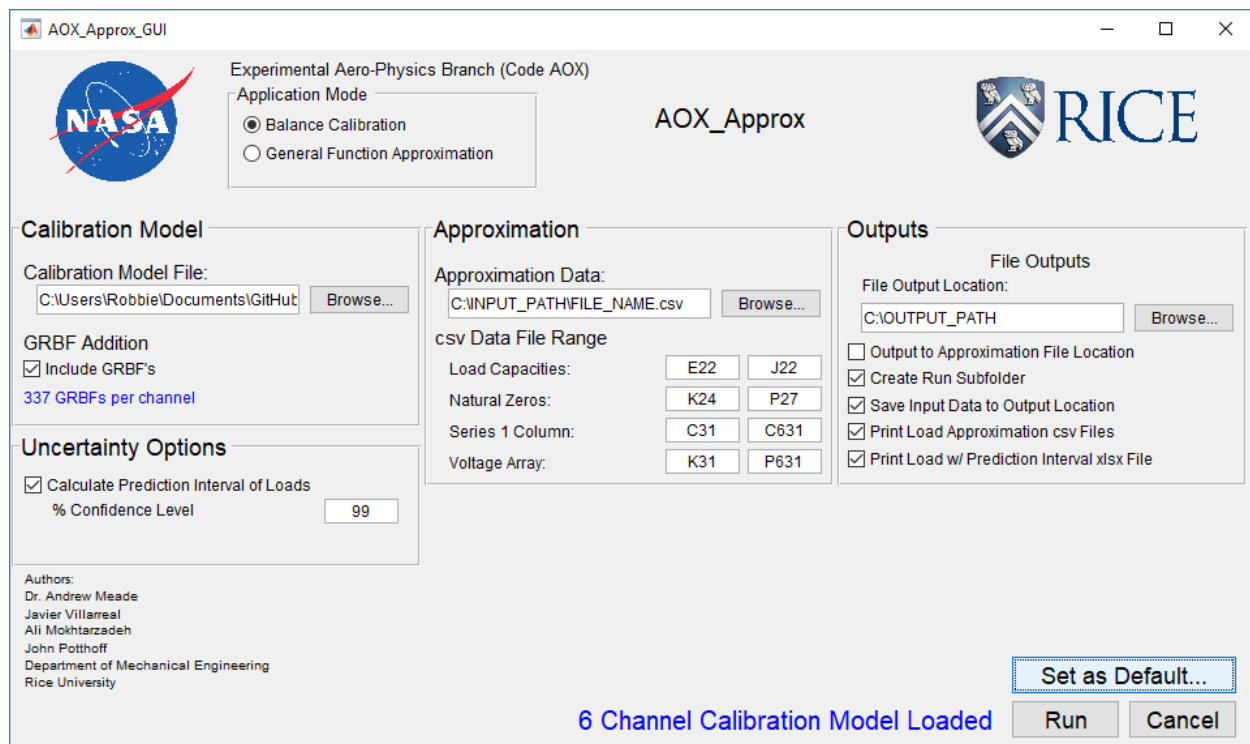 AOX_Approx_GUI
NASA
Experimental Aero-Physics Branch (Code AOX)
Application Mode
Balance Calibration
General Function Approximation
AOX_Approx
RICE
Calibration Model
Calibration Model File:
C:\Users\Robbie\Documents\GitHub
Browse...
GRBF Addition
Include GRBF's
337 GRBFs per channel
Uncertainty Options
Calculate Prediction Interval of Loads
% Confidence Level
99
Approximation
Approximation Data:
C:\INPUT_PATH\FILE_NAME.csv
Browse...
csv Data File Range
Load Capacities: E22 J22
Natural Zeros: K24 P27
Series 1 Column: C31 C631
Voltage Array: K31 P631
Outputs
File Outputs
File Output Location:
C:\OUTPUT_PATH
Browse...
Output to Approximation File Location
Create Run Subfolder
Save Input Data to Output Location
Print Load Approximation csv Files
Print Load w/ Prediction Interval xlsx File
Authors:
Dr. Andrew Meade
Javier Villarreal
Ali Mokhtarzadeh
John Potthoff
Department of Mechanical Engineering
Rice University
Set as Default...
6 Channel Calibration Model Loaded
Run
Cancel